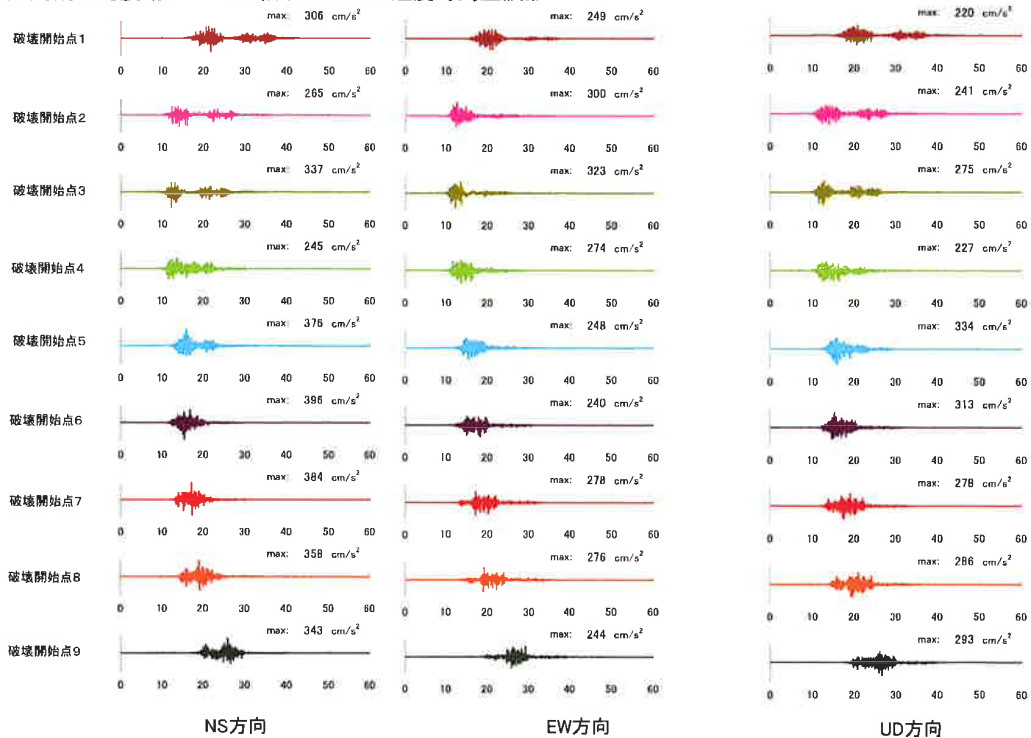 max: 306 cm/s²
max: 249 cm/s²
max: 220 cm/s²
破壊開始点1
0 10 20 30 40 50 60
0 10 20 30 40 50 60
0 10 20 30 40 50 60
max: 265 cm/s²
max: 300 cm/s²
max: 241 cm/s²
破壊開始点2
0 10 20 30 40 50 60
0 10 20 30 40 50 60
0 10 20 30 40 50 60
max: 337 cm/s²
max: 323 cm/s²
max: 275 cm/s²
破壊開始点3
0 10 20 30 40 50 60
0 10 20 30 40 50 60
0 10 20 30 40 50 60
max: 245 cm/s²
max: 274 cm/s²
max: 227 cm/s²
破壊開始点4
0 10 20 30 40 50 60
0 10 20 30 40 50 60
0 10 20 30 40 50 60
max: 376 cm/s²
max: 248 cm/s²
max: 334 cm/s²
破壊開始点5
0 10 20 30 40 50 60
0 10 20 30 40 50 60
0 10 20 30 40 50 60
max: 396 cm/s²
max: 240 cm/s²
max: 313 cm/s²
破壊開始点6
0 10 20 30 40 50 60
0 10 20 30 40 50 60
0 10 20 30 40 50 60
max: 384 cm/s²
max: 278 cm/s²
max: 278 cm/s²
破壊開始点7
0 10 20 30 40 50 60
0 10 20 30 40 50 60
0 10 20 30 40 50 60
max: 358 cm/s²
max: 276 cm/s²
max: 286 cm/s²
破壊開始点8
0 10 20 30 40 50 60
0 10 20 30 40 50 60
0 10 20 30 40 50 60
max: 343 cm/s²
max: 244 cm/s²
max: 293 cm/s²
破壊開始点9
0 10 20 30 40 50 60
0 10 20 30 40 50 60
0 10 20 30 40 50 60
NS方向
EW方向
UD方向